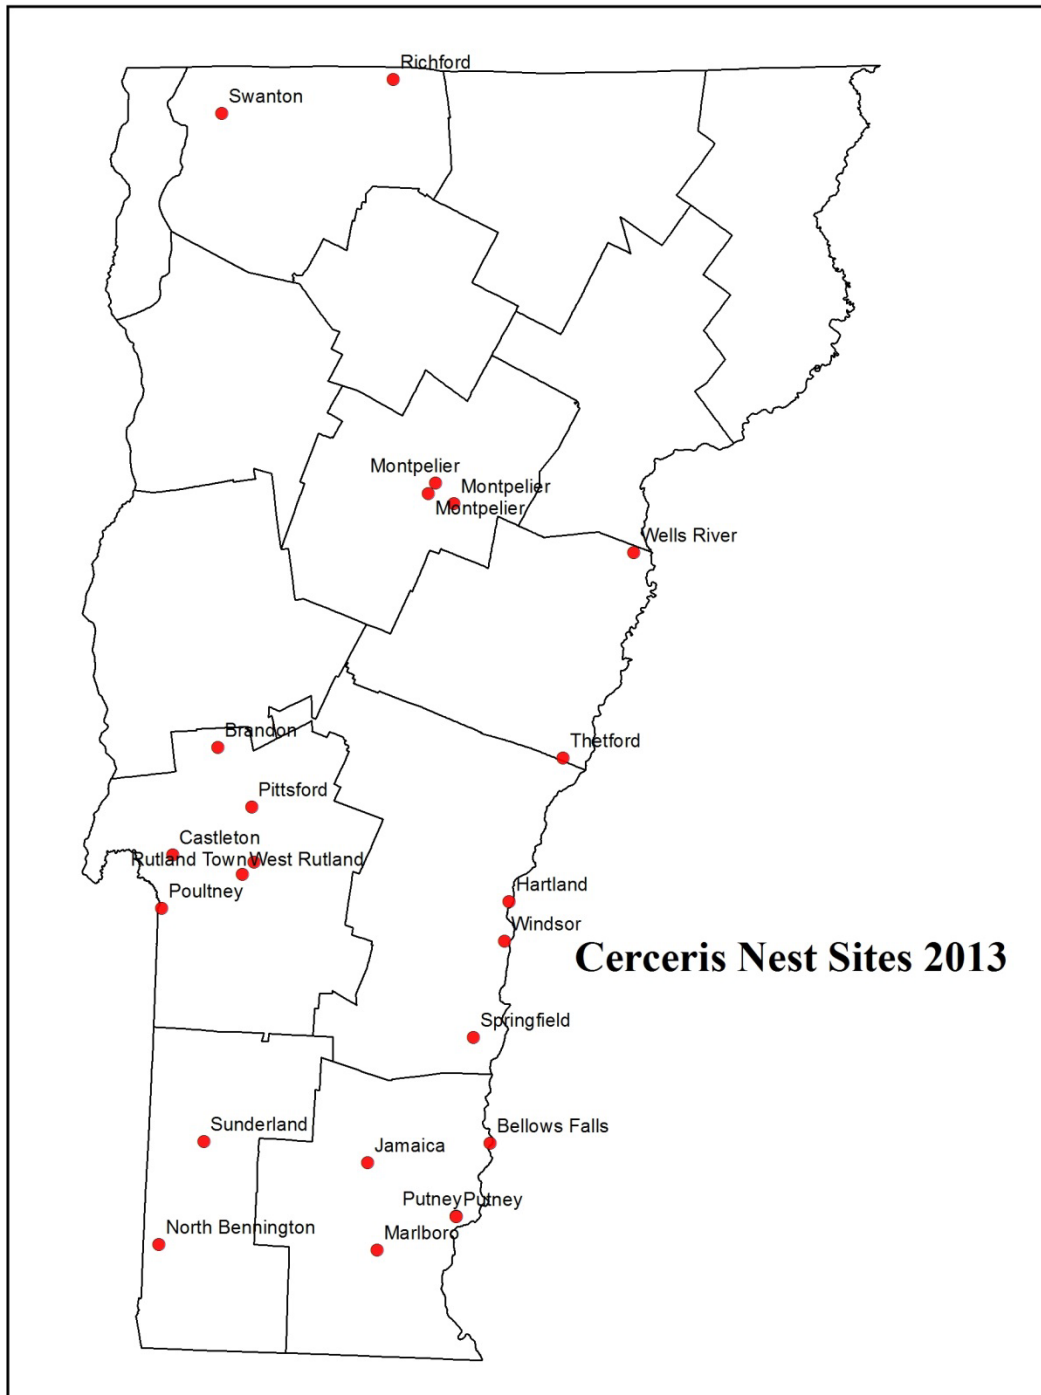 Richford
Swanton
Montpelier
Montpelier
Montpelier
Wells River
Brandon
Thetford
Pittsford
Castleton
Rutland Town
West Rutland
Poultney
Hartland
Windsor
Cerceris Nest Sites 2013
Springfield
Sunderland
Bellows Falls
Jamaica
Putney
Putney
North Bennington
Marlboro